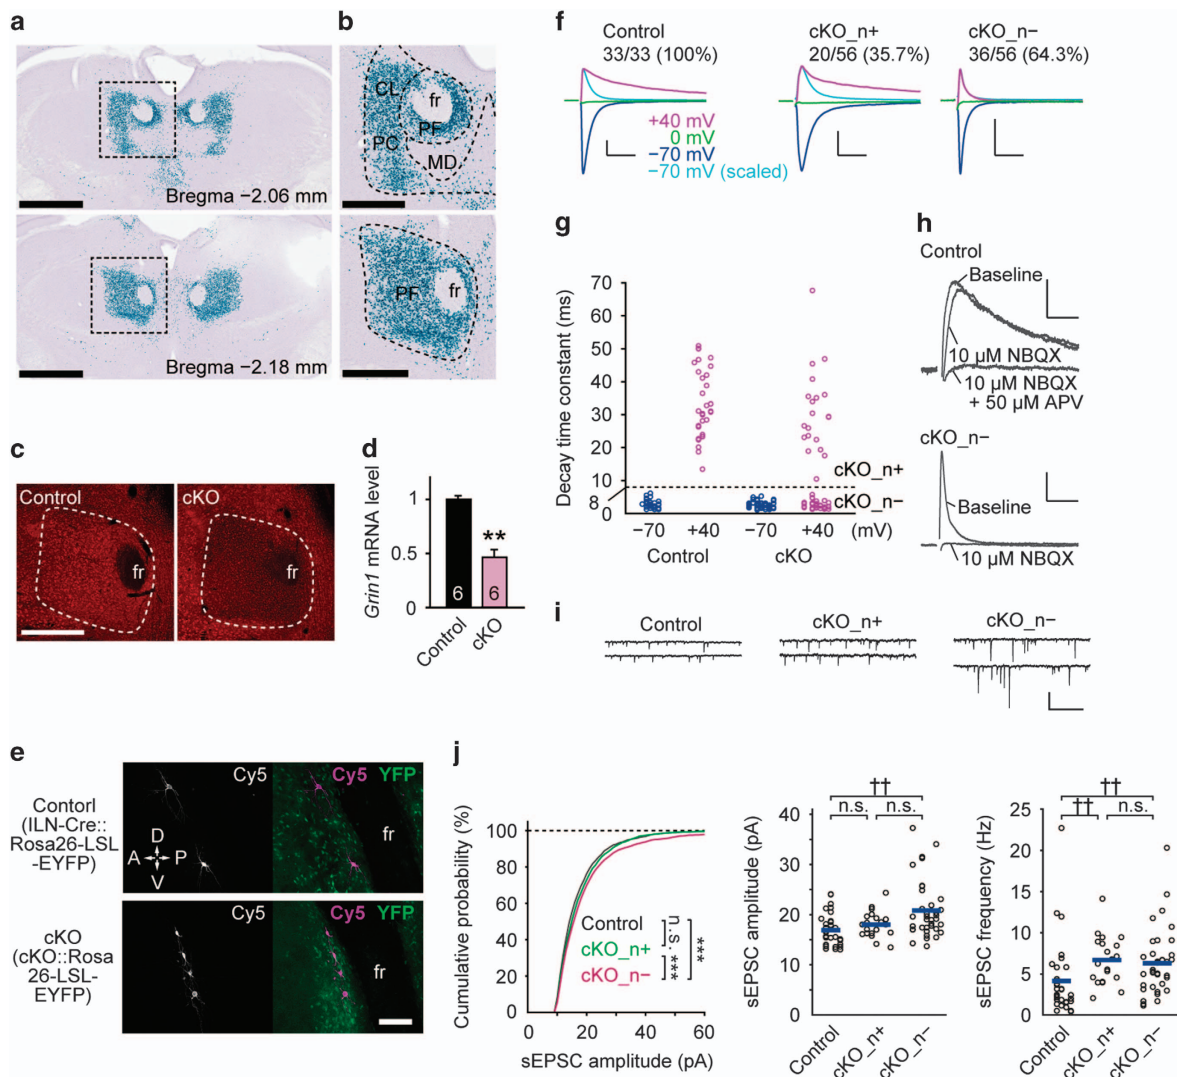 a
Bregma −2.06 mm
Bregma −2.18 mm
b
CL
fr
PF
PC
MD
PF
fr
c
Control
fr
cKO
fr
d
Grin1 mRNA level
1
0.5
0
**
6
6
Control
cKO
e
Contorl
(ILN-Cre::
Rosa26-LSL
-EYFP)
Cy5
Cy5 YFP
D
A P
V
fr
cKO
(cKO::Rosa
26-LSL-
EYFP)
Cy5
Cy5 YFP
fr
f
Control
33/33 (100%)
cKO_n+
20/56 (35.7%)
cKO_n−
36/56 (64.3%)
+40 mV
0 mV
−70 mV
−70 mV (scaled)
g
Decay time constant (ms)
70
60
50
40
30
20
10
8
0
cKO_n+
cKO_n−
−70 +40 −70 +40 (mV)
Control cKO
h
Control
Baseline
10 µM NBQX
10 µM NBQX
+ 50 µM APV
cKO_n−
Baseline
10 µM NBQX
i
Control
cKO_n+
cKO_n−
j
Cumulative probability (%)
100
80
60
40
20
0
0 20 40 60
sEPSC amplitude (pA)
Control
cKO_n+
cKO_n−
n.s.
***
***
sEPSC amplitude (pA)
40
30
20
10
0
††
n.s. n.s.
Control
cKO_n+
cKO_n−
sEPSC frequency (Hz)
25
20
15
10
5
0
††
†† n.s.
Control
cKO_n+
cKO_n−